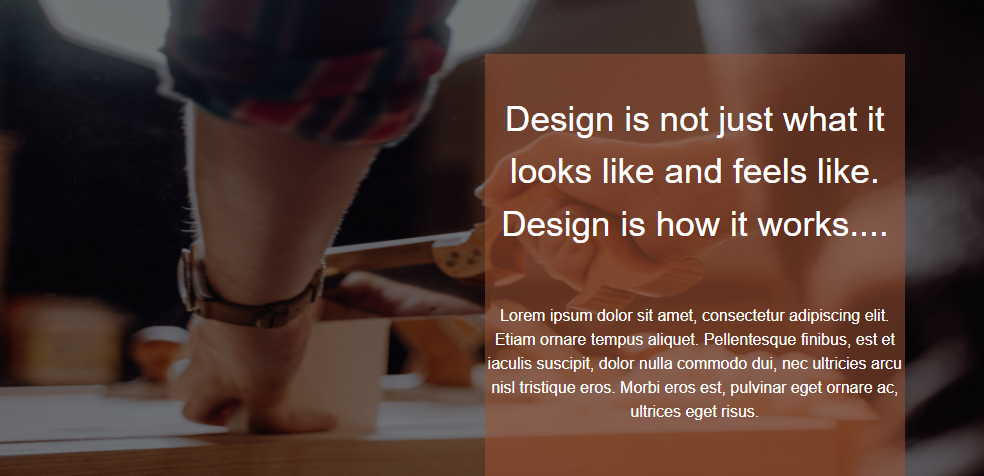 Design is not just what it
looks like and feels like.
Design is how it works....
Lorem ipsum dolor sit amet, consectetur adipiscing elit.
Etiam ornare tempus aliquet. Pellentesque finibus, est et
iaculis suscipit, dolor nulla commodo dui, nec ultricies arcu
nisl tristique eros. Morbi eros est, pulvinar eget ornare ac,
ultrices eget risus.